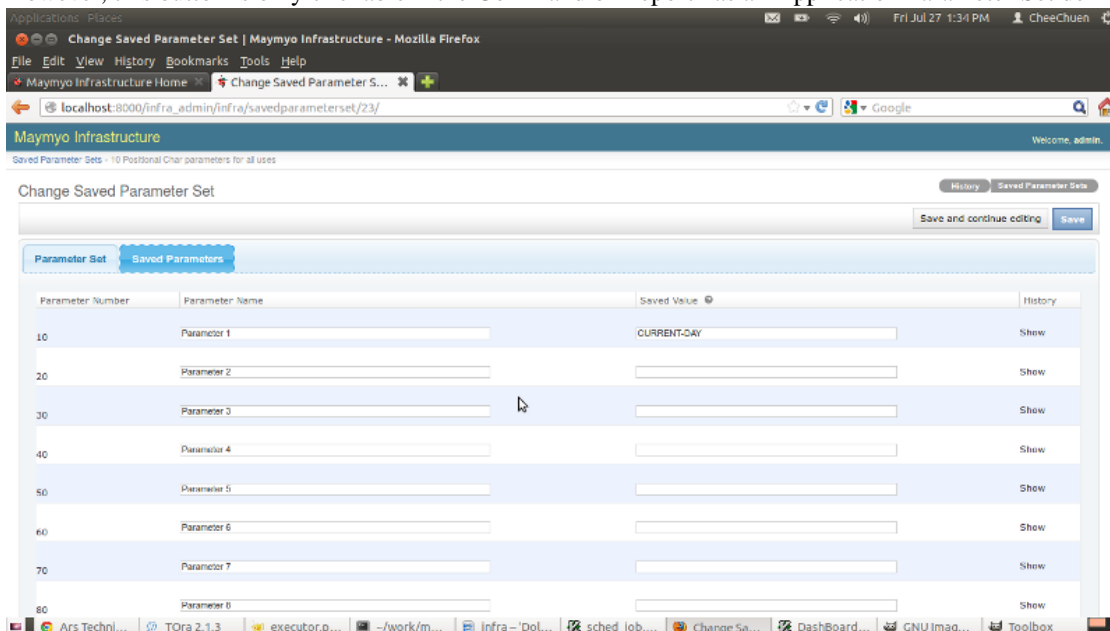 Applications Places Fri Jul 27 1:34 PM CheeChuen
Change Saved Parameter Set | Maymyo Infrastructure - Mozilla Firefox
File Edit View History Bookmarks Tools Help
Maymyo Infrastructure Home Change Saved Parameter S...
localhost:8000/infra_admin/infra/savedparameterset/23/ Google
Maymyo Infrastructure Welcome, admin.
Saved Parameter Sets › 10 Positional Char parameters for all uses
Change Saved Parameter Set History Saved Parameter Sets
Save and continue editing Save
Parameter Set Saved Parameters
Parameter Number Parameter Name Saved Value History
10 Parameter 1 CURRENT-DAY Show
20 Parameter 2 Show
30 Parameter 3 Show
40 Parameter 4 Show
50 Parameter 5 Show
60 Parameter 6 Show
70 Parameter 7 Show
80 Parameter 8 Show
Ars Techni... TOra 2.1.3 executor.p... ~/work/m... infra – 'Dol... sched_job.... Change Sa... DashBoard... GNU Imag... Toolbox